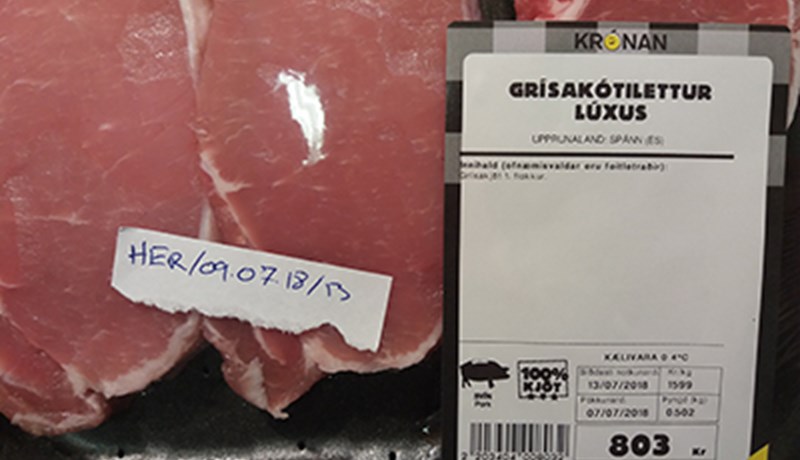 HER/09.07.18/
KRÓNAN
GRÍSAKÓTILETTUR
LÚXUS
UPPRUNALAND: SPÁNN (ES)
Innihald (ofnæmisvaldar eru feitletraðir):
Grísakjöt 1. flokkur.
KÆLIVARA 0 4°C
100%
KJÖT
Pork
Síðasti notkunard. Kr/kg
13/07/2018 1599
Pökkunard. Þyngd (kg)
07/07/2018 0.502
803 Kr